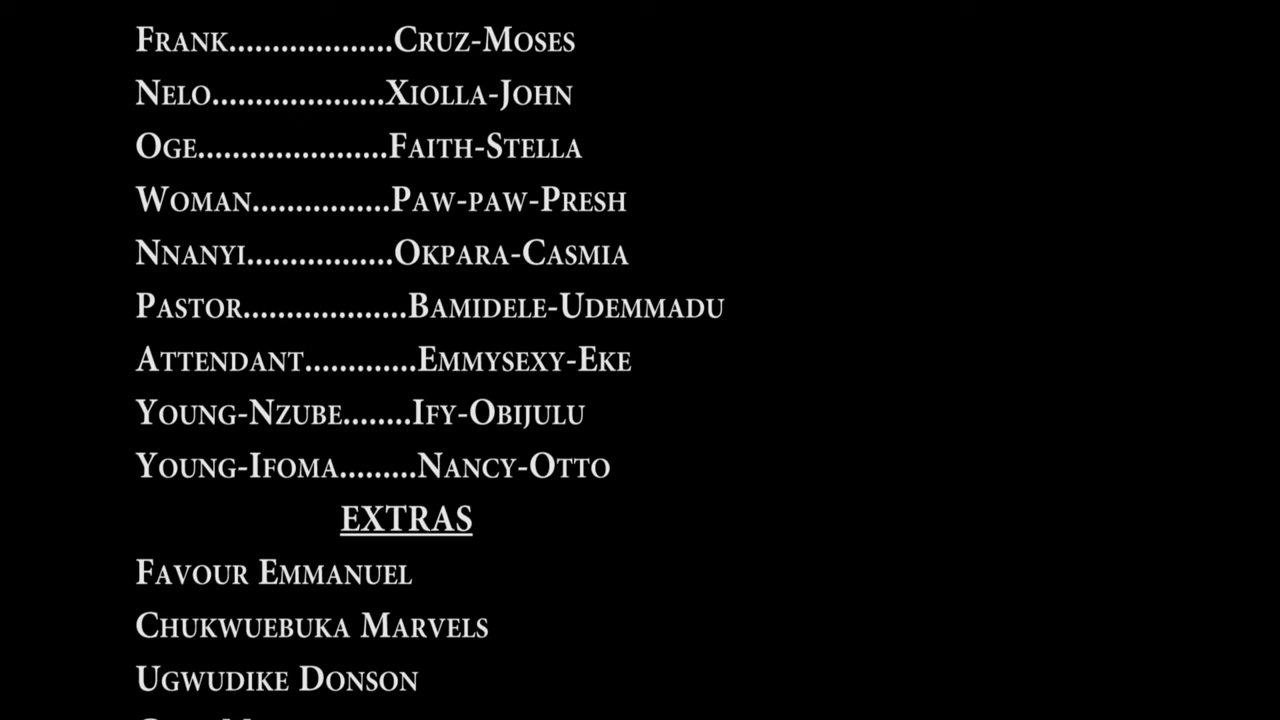 FRANK...................CRUZ-MOSES
NELO....................XIOLLA-JOHN
OGE......................FAITH-STELLA
WOMAN................PAW-PAW-PRESH
NNANYI.................OKPARA-CASMIA
PASTOR...................BAMIDELE-UDEMMADU
ATTENDANT.............EMMYSEXY-EKE
YOUNG-NZUBE........IFY-OBIJULU
YOUNG-IFOMA.........NANCY-OTTO
EXTRAS
FAVOUR EMMANUEL
CHUKWUEBUKA MARVELS
UGWUDIKE DONSON